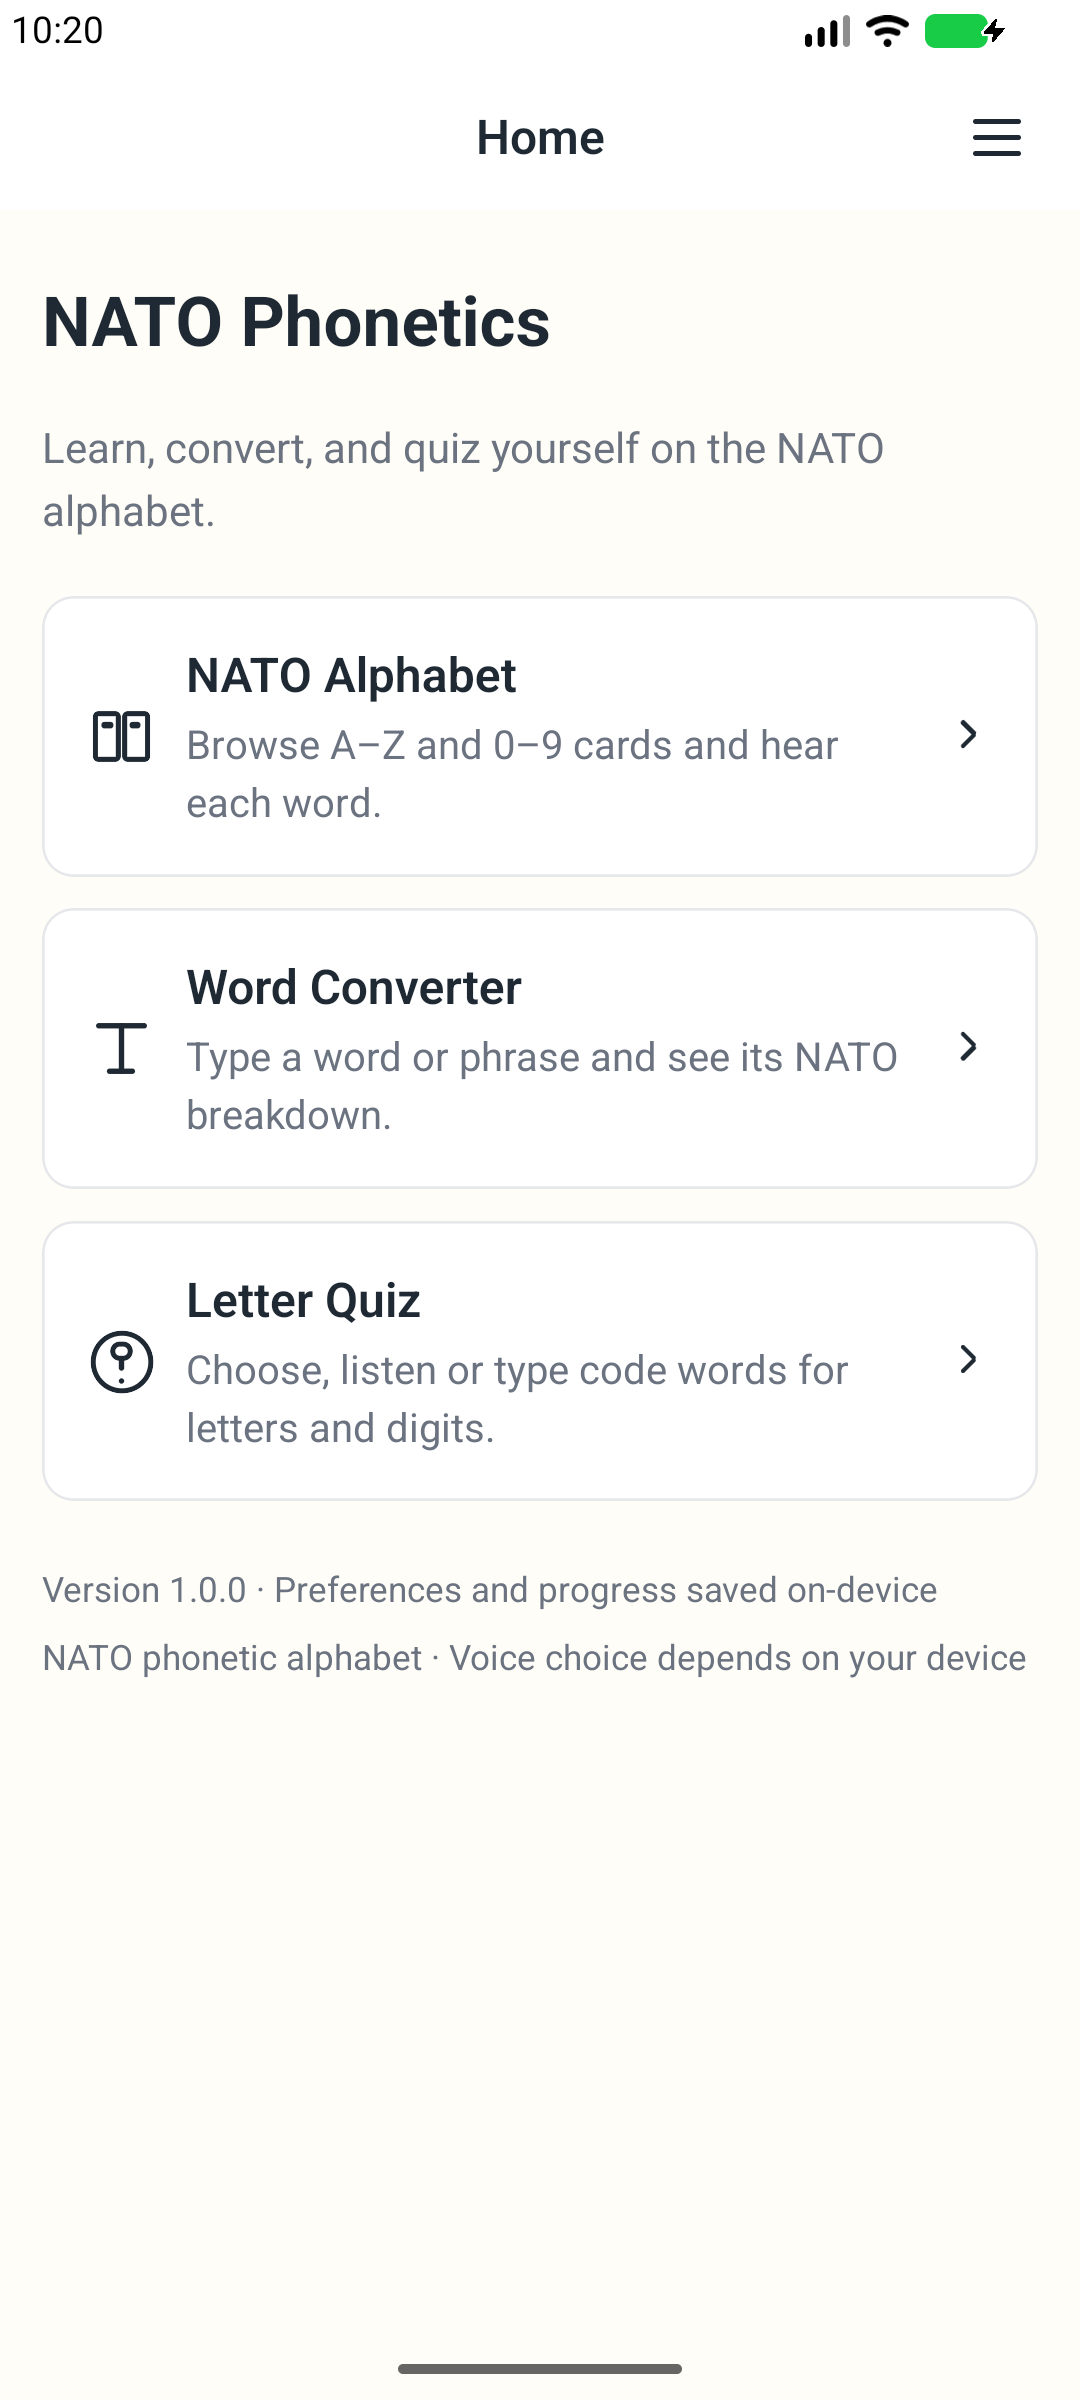 10:20
Home
NATO Phonetics
Learn, convert, and quiz yourself on the NATO
alphabet.
NATO Alphabet
Browse A–Z and 0–9 cards and hear
each word.
Word Converter
Type a word or phrase and see its NATO
breakdown.
Letter Quiz
Choose, listen or type code words for
letters and digits.
Version 1.0.0 · Preferences and progress saved on-device
NATO phonetic alphabet · Voice choice depends on your device